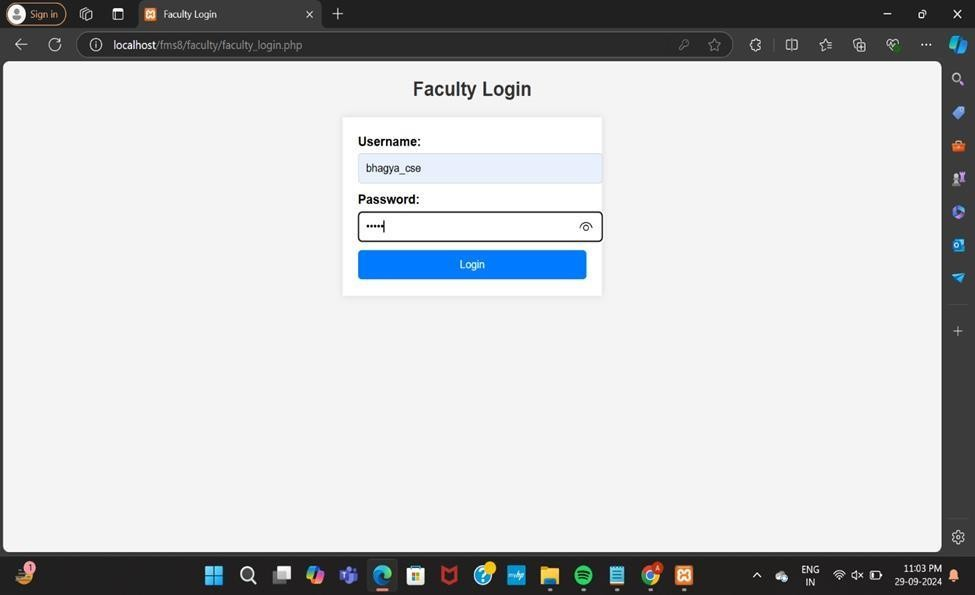 Sign in
Faculty Login
localhost/fms8/faculty/faculty_login.php
Faculty Login
Username:
bhagya_cse
Password:
•••••
Login
1
ENG
IN
11:03 PM
29-09-2024